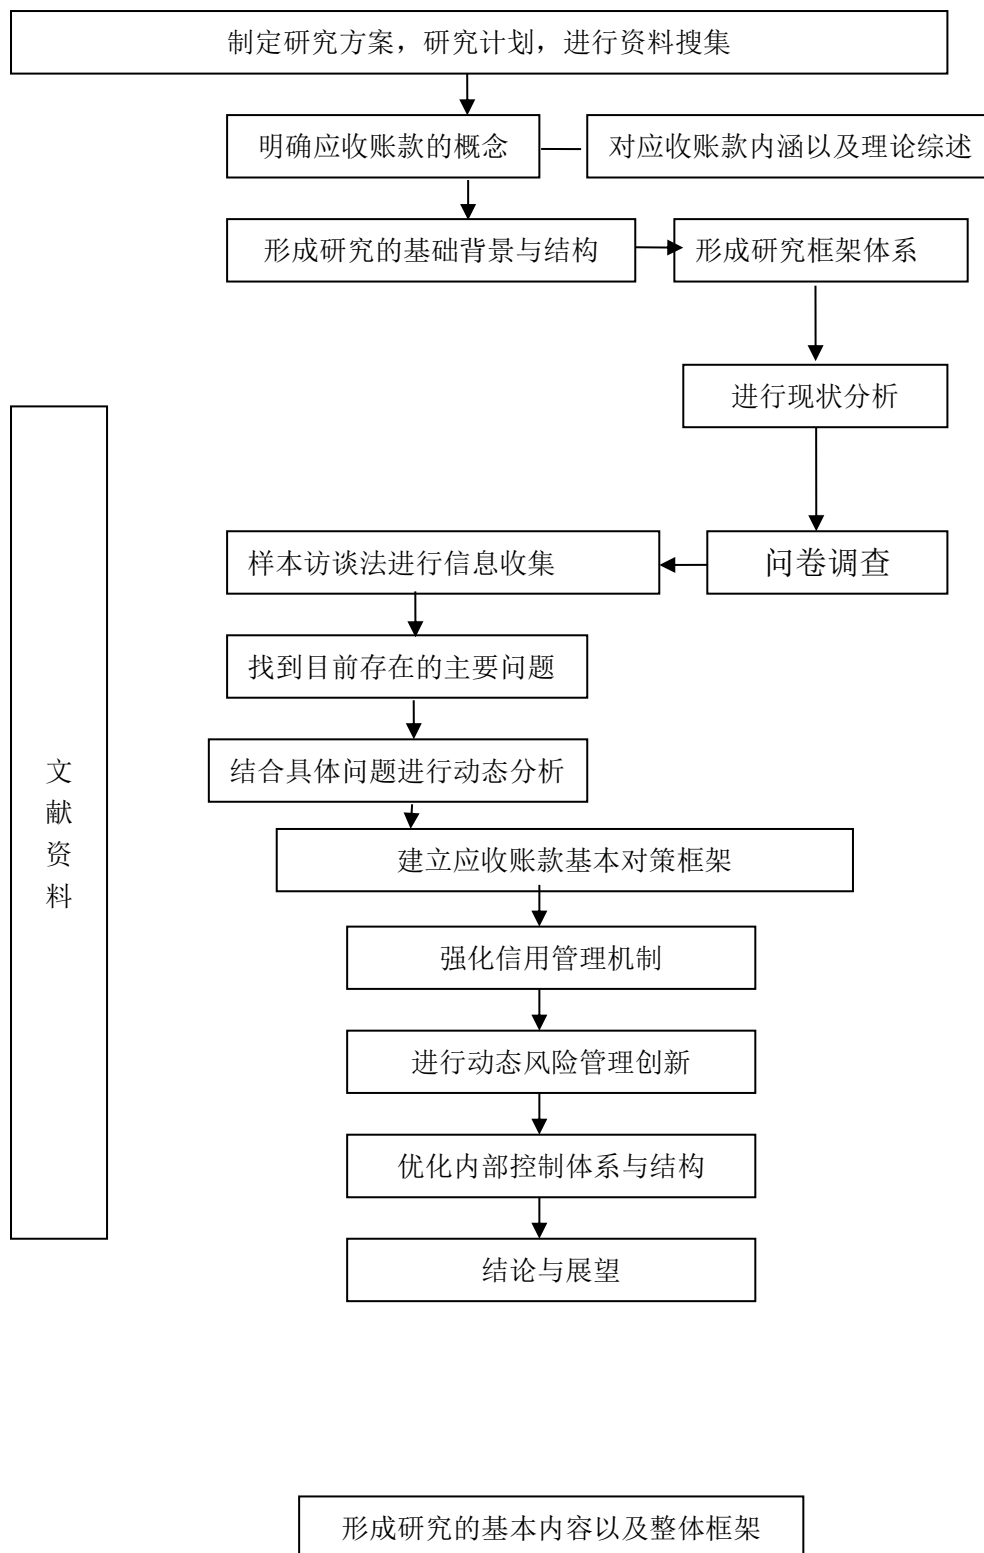 制定研究方案，研究计划，进行资料搜集
明确应收账款的概念
对应收账款内涵以及理论综述
形成研究的基础背景与结构
形成研究框架体系
进行现状分析
问卷调查
样本访谈法进行信息收集
找到目前存在的主要问题
结合具体问题进行动态分析
文
献
资
料
建立应收账款基本对策框架
强化信用管理机制
进行动态风险管理创新
优化内部控制体系与结构
结论与展望
形成研究的基本内容以及整体框架